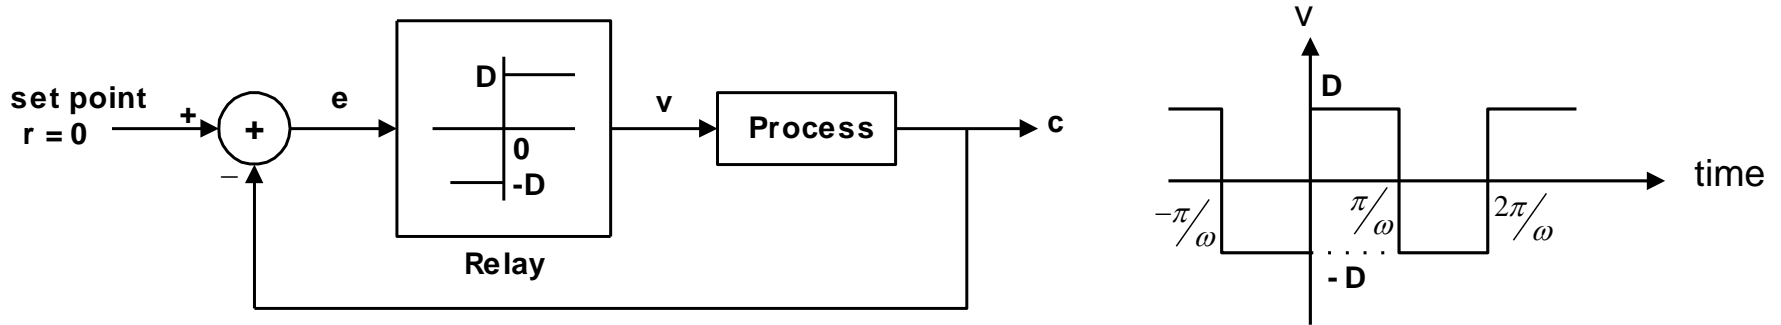 set point
r = 0
+
+
−
e
D
0
-D
Relay
v
Process
c
V
D
-π/ω
π/ω
2π/ω
- D
time